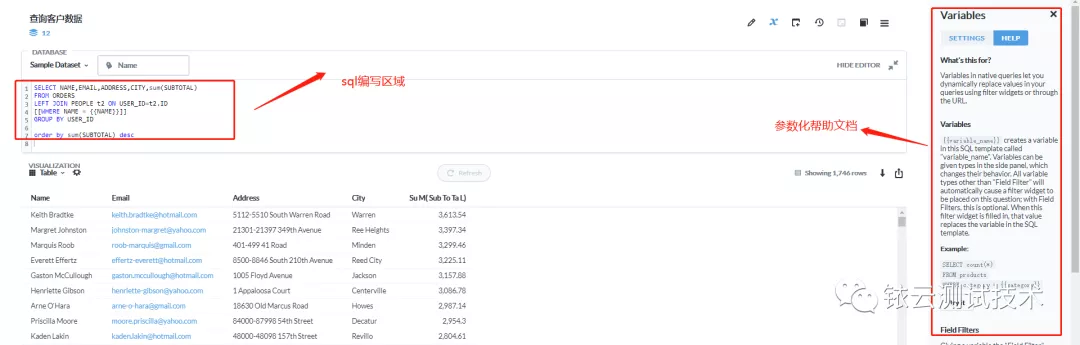 查询客户数据
12
DATABASE
Sample Dataset
Name
HIDE EDITOR
1 SELECT NAME,EMAIL,ADDRESS,CITY,sum(SUBTOTAL)
2 FROM ORDERS
3 LEFT JOIN PEOPLE t2 ON USER_ID=t2.ID
4 [[WHERE NAME = {{NAME}}]]
5 GROUP BY USER_ID
6
7 order by sum(SUBTOTAL) desc
8
sql编写区域
VISUALIZATION
Table
Refresh
Showing 1,746 rows
Name Email Address City Su M( Sub To Ta L)
Keith Bradtke keith.bradtke@hotmail.com 5112-5510 South Warren Road Warren 3,613.54
Margret Johnston johnston-margret@yahoo.com 21301-21397 349th Avenue Ree Heights 3,397.34
Marquis Roob roob-marquis@gmail.com 401-499 41 Road Minden 3,299.46
Everett Effertz effertz-everett@hotmail.com 8500-8846 South 210th Avenue Reed City 3,225.11
Gaston McCullough gaston.mccullough@hotmail.com 1005 Floyd Avenue Jackson 3,157.88
Henriette Gibson henriette-gibson@yahoo.com 1 Appaloosa Court Centerville 3,086.78
Arne O'Hara arne-o-hara@gmail.com 18630 Old Marcus Road Howes 2,987.14
Priscilla Moore moore.priscilla@yahoo.com 84000-87998 54th Street Decatur 2,954.3
Kaden Lakin kaden.lakin@hotmail.com 48000-48098 157th Street Revillo 2,804.61
参数化帮助文档
Variables
SETTINGS HELP
What's this for?
Variables in native queries let you
dynamically replace values in your
queries using filter widgets or through
the URL.
Variables
{{variable_name}} creates a variable
in this SQL template called
"variable_name". Variables can be
given types in the side panel,
which changes their behavior. All
variable types other than "Field Filter" will
automatically cause a filter widget to
be placed on this question; with Field
Filters, this is optional. When this
filter widget is filled in, that value
replaces the variable in the SQL
template.
Example:
SELECT count(*)
FROM products
铱云测试技术
Field Filters